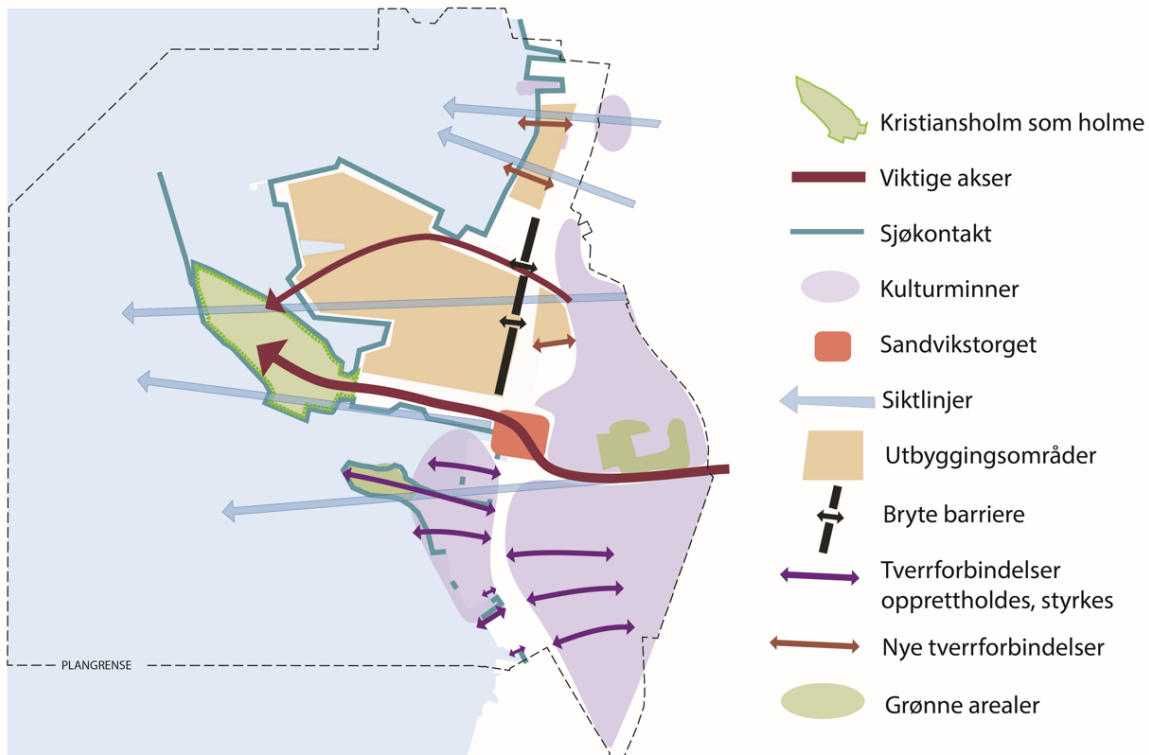 Kristiansholm som holme
Viktige akser
Sjøkontakt
Kulturminner
Sandvikstorget
Siktlinjer
Utbyggingsområder
Bryte barriere
Tverrforbindelser
opprettholdes, styrkes
Nye tverrforbindelser
Grønne arealer
PLANGRENSE